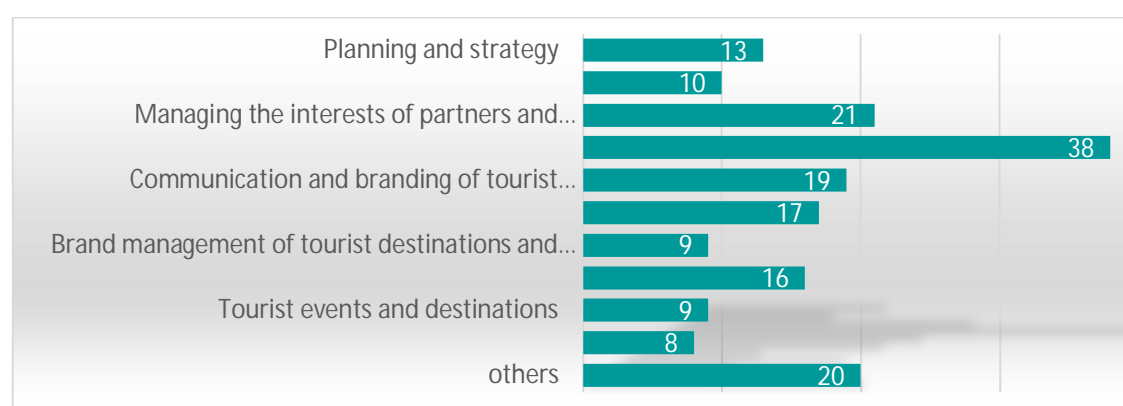 Planning and strategy 13
10
Managing the interests of partners and... 21
38
Communication and branding of tourist... 19
17
Brand management of tourist destinations and... 9
16
Tourist events and destinations 9
8
others 20